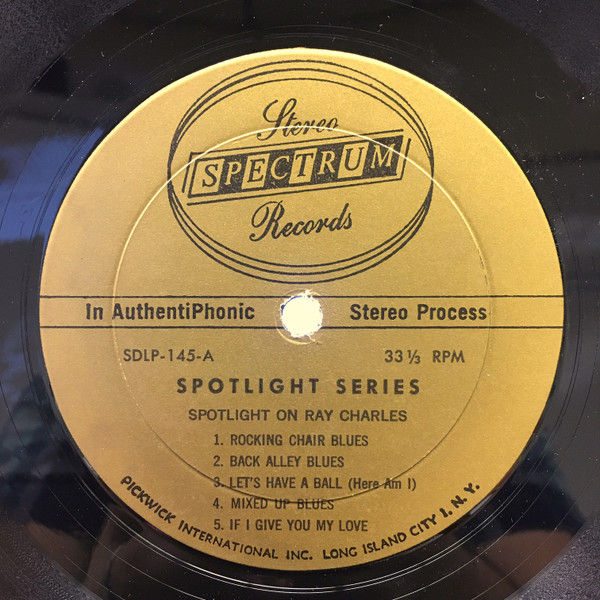 Stereo
SPECTRUM
Records
In AuthentiPhonic Stereo Process
SDLP-145-A 33 ⅓ RPM
SPOTLIGHT SERIES
SPOTLIGHT ON RAY CHARLES
1. ROCKING CHAIR BLUES
2. BACK ALLEY BLUES
3. LET'S HAVE A BALL (Here Am I)
4. MIXED UP BLUES
5. IF I GIVE YOU MY LOVE
PICKWICK INTERNATIONAL INC. LONG ISLAND CITY 1. N. Y.